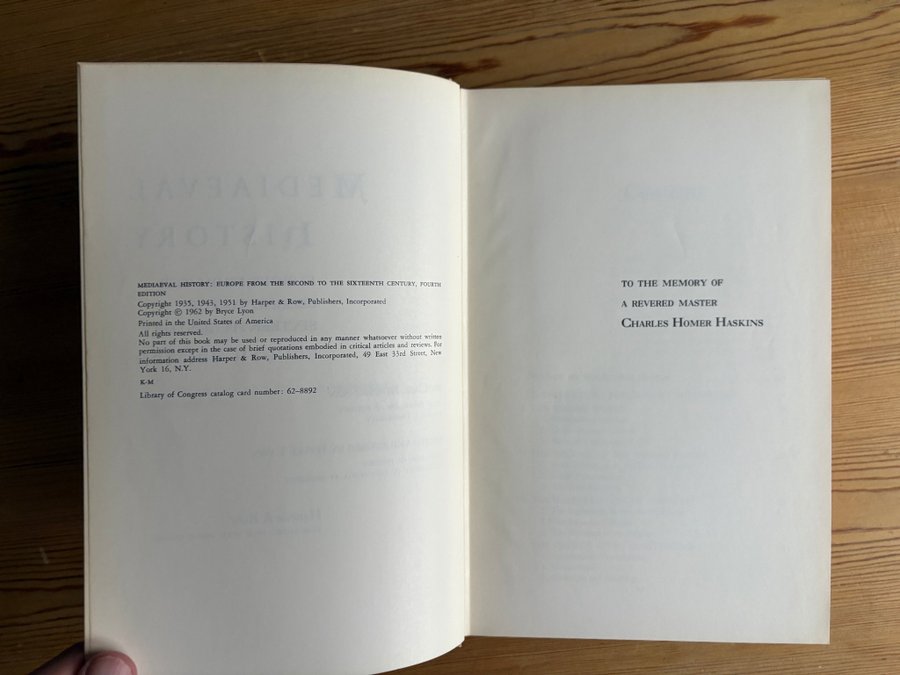 MEDIAEVAL HISTORY: EUROPE FROM THE SECOND TO THE SIXTEENTH CENTURY, FOURTH
EDITION
Copyright 1935, 1943, 1951 by Harper & Row, Publishers, Incorporated
Copyright © 1962 by Bryce Lyon
Printed in the United States of America
All rights reserved.
No part of this book may be used or reproduced in any manner whatsoever without written
permission except in the case of brief quotations embodied in critical articles and reviews. For
information address Harper & Row, Publishers, Incorporated, 49 East 33rd Street, New
York 16, N.Y.
K-M
Library of Congress catalog card number: 62-8892
TO THE MEMORY OF
A REVERED MASTER
CHARLES HOMER HASKINS